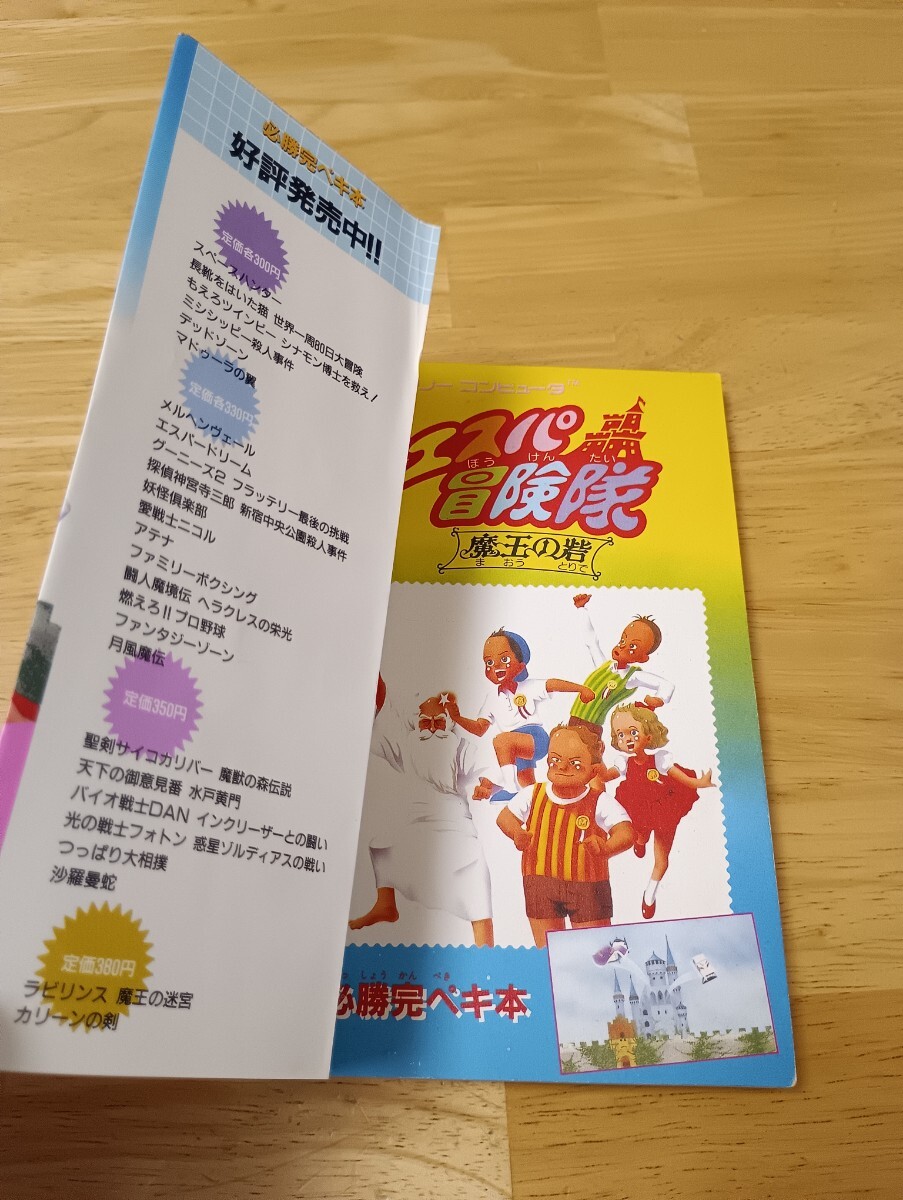 必勝完ペキ本
好評発売中!!
定価各300円
スペースハンター
長靴をはいた猫 世界一周80日大冒険
もえろツインビー シナモン博士を救え!
ミシシッピー殺人事件
デッドゾーン
マドゥーラの翼
定価各330円
メルヘンヴェール
エスパードリーム
グーニーズ2 フラッテリー最後の挑戦
探偵神宮寺三郎 新宿中央公園殺人事件
妖怪倶楽部
愛戦士ニコル
アテナ
ファミリーボクシング
闘人魔境伝 ヘラクレスの栄光
燃えろIIプロ野球
ファンタジーゾーン
月風魔伝
定価350円
聖剣サイコカリバー 魔獣の森伝説
天下の御意見番 水戸黄門
バイオ戦士DAN インクリーザーとの闘い
光の戦士フォトン 惑星ゾルディアスの戦い
つっぱり大相撲
沙羅曼蛇
定価380円
ラビリンス 魔王の迷宮
カリーンの剣
リー コンピュータ™
エスパ
ぼう けん たい
冒険隊
魔王の砦
まおう とりで
しょう かん ぺき
必勝完ペキ本